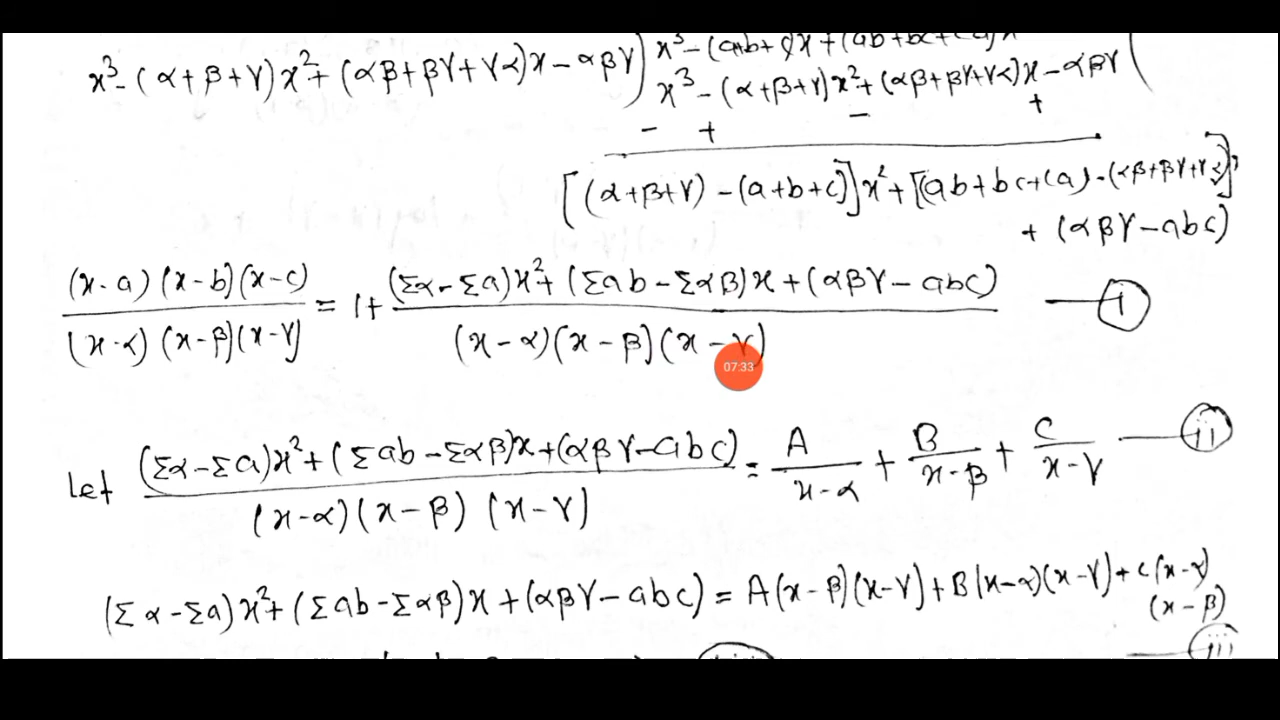 x³ - (α+β+γ)x² + (αβ+βγ+γα)x - αβγ ) x³ - (a+b+c)x + (ab+bc+ca)x
x³ - (α+β+γ)x² + (αβ+βγ+γα)x - αβγ (
- + - +
[(α+β+γ) - (a+b+c)]x² + [(ab+bc+ca) - (αβ+βγ+γα)]x
+ (αβγ - abc)
(x-a)(x-b)(x-c) / (x-α)(x-β)(x-γ) = 1 + (Σα - Σa)x² + (Σab - Σαβ)x + (αβγ - abc) / (x-α)(x-β)(x-γ) — i
07:33
Let (Σα - Σa)x² + (Σab - Σαβ)x + (αβγ - abc) / (x-α)(x-β)(x-γ) = A / x-α + B / x-β + C / x-γ — ii
(Σα - Σa)x² + (Σab - Σαβ)x + (αβγ - abc) = A(x-β)(x-γ) + B(x-α)(x-γ) + C(x-α)
(x-β)
— iii